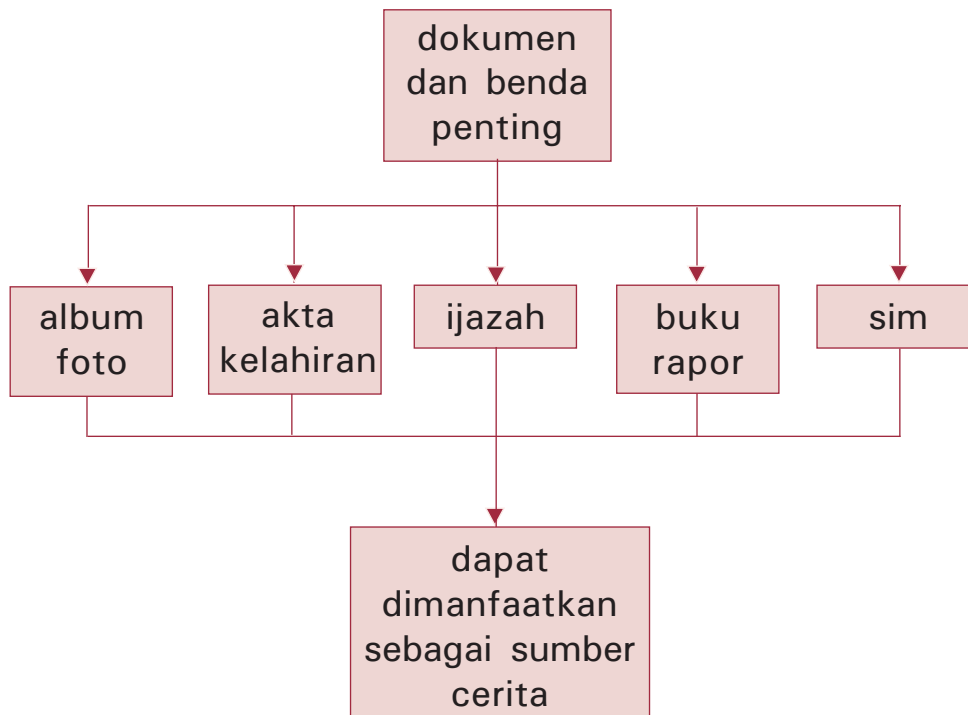 dokumen
dan benda
penting
album
foto
akta
kelahiran
ijazah
buku
rapor
sim
dapat
dimanfaatkan
sebagai sumber
cerita